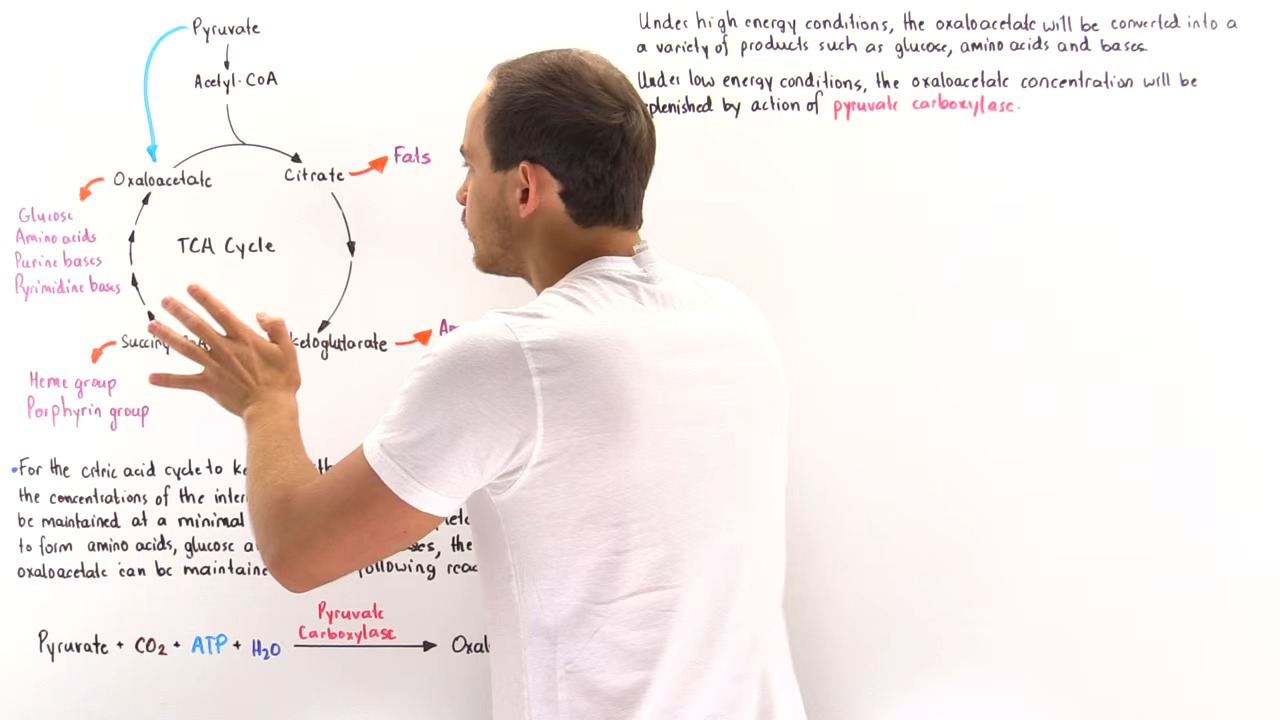 Pyruvate
Acetyl-CoA
Oxaloacetate
Citrate
Fats
Glucose
Amino acids
Purine bases
Pyrimidine bases
TCA Cycle
ketoglutarate
Heme group
Porphyrin group
Under high energy conditions, the oxaloacetate will be converted into a
a variety of products such as glucose, amino acids and bases.
Under low energy conditions, the oxaloacetate concentration will be
plenished by action of pyruvate carboxylase.
•For the citric acid cycle to
the concentrations of the
be maintained at a minimal
to form amino acids, glucose the
oxaloacetate can be following
Pyruvate
Carboxylase
Pyruvate + CO2 + ATP + H2O